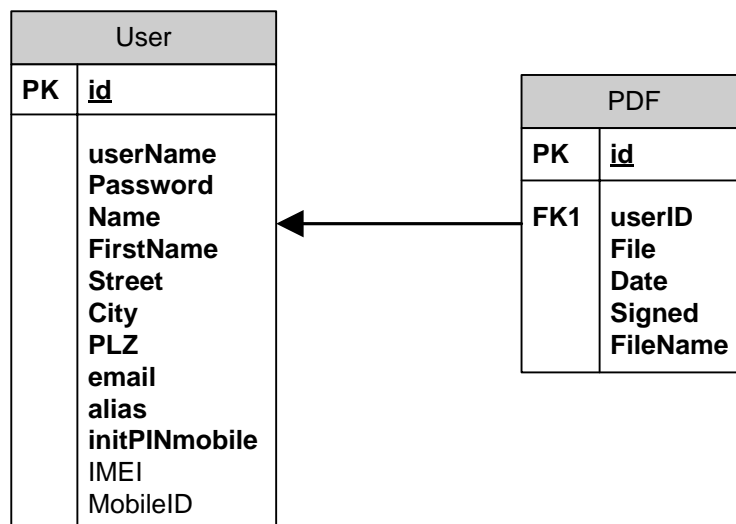 User
PK id
userName
Password
Name
FirstName
Street
City
PLZ
email
alias
initPINmobile
IMEI
MobileID
PDF
PK id
FK1 userID
File
Date
Signed
FileName